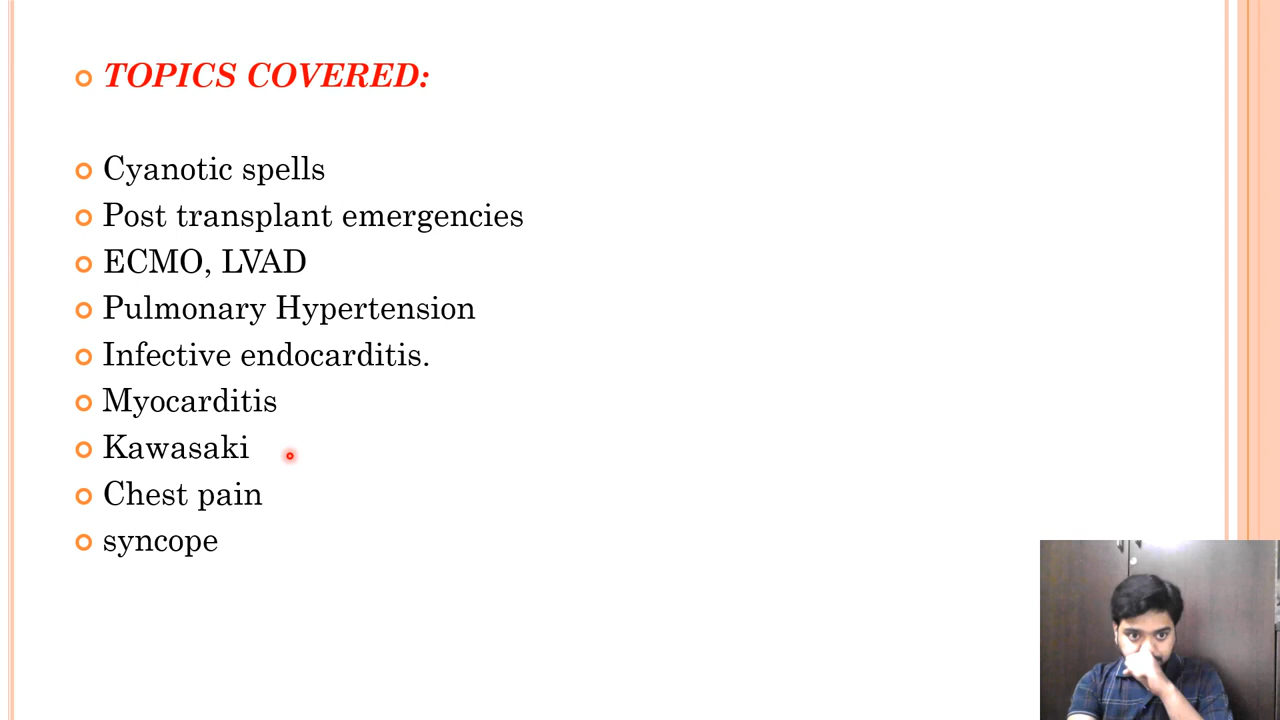 TOPICS COVERED:
Cyanotic spells
Post transplant emergencies
ECMO, LVAD
Pulmonary Hypertension
Infective endocarditis.
Myocarditis
Kawasaki
Chest pain
syncope